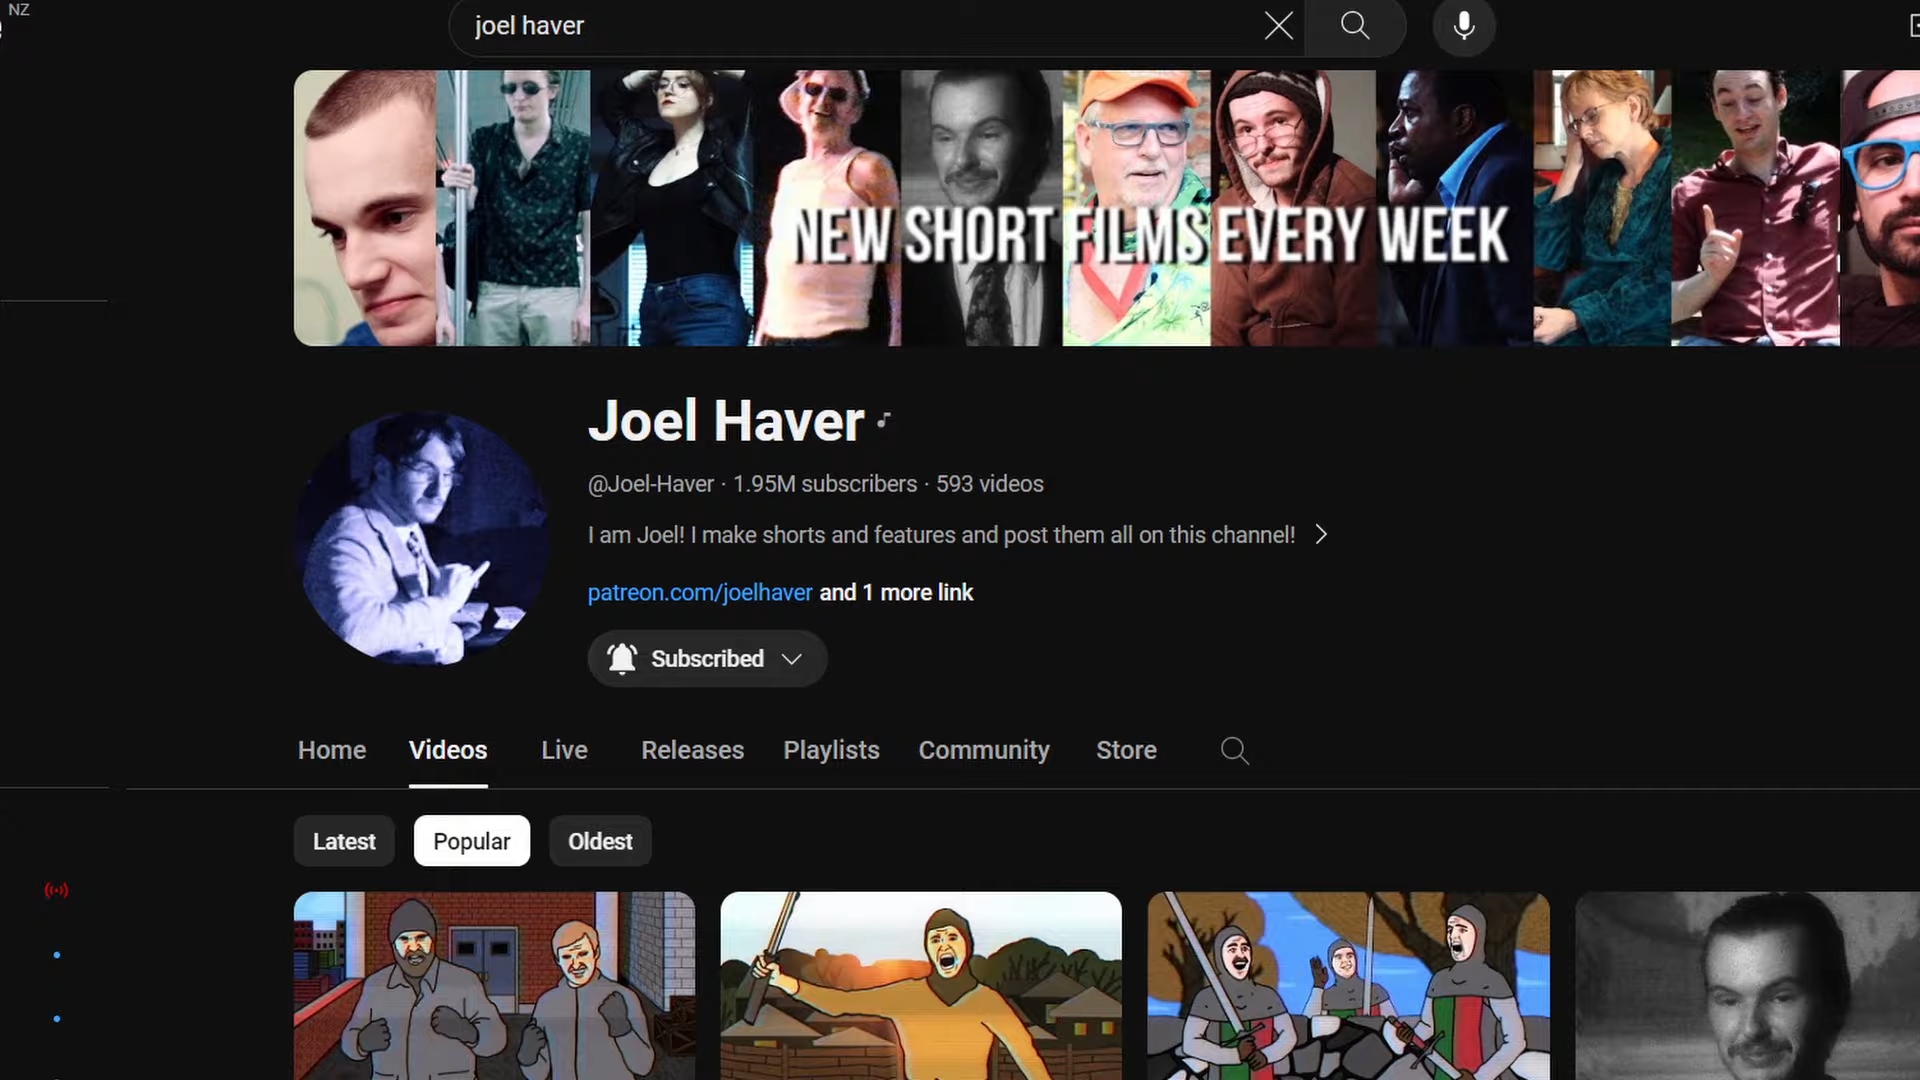 NZ
joel haver
NEW SHORT FILMS EVERY WEEK
Joel Haver
@Joel-Haver · 1.95M subscribers · 593 videos
I am Joel! I make shorts and features and post them all on this channel!
patreon.com/joelhaver and 1 more link
Subscribed
Home Videos Live Releases Playlists Community Store
Latest Popular Oldest